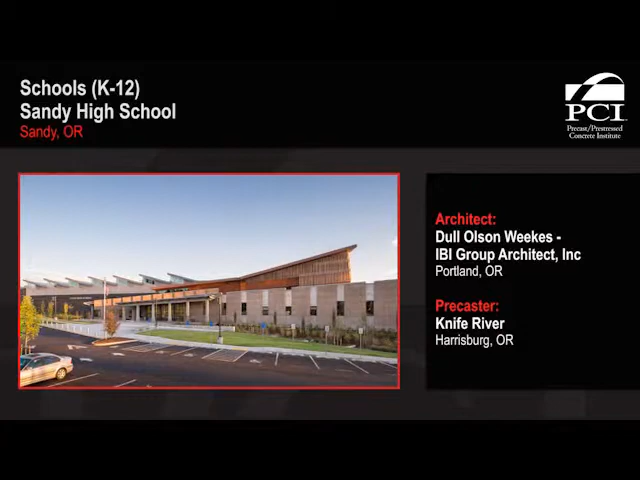 Schools (K-12)
Sandy High School
Sandy, OR
PCI
Precast/Prestressed
Concrete Institute
Architect:
Dull Olson Weekes -
IBI Group Architect, Inc
Portland, OR
Precaster:
Knife River
Harrisburg, OR